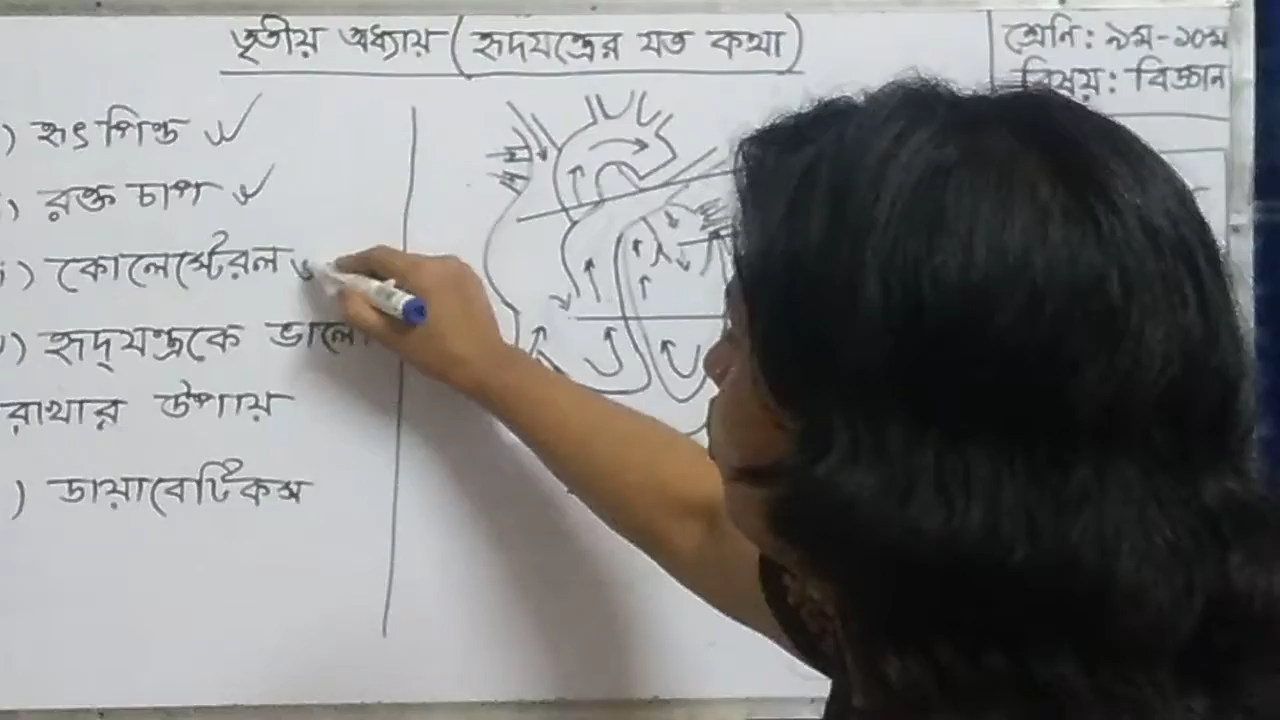 তৃতীয় অধ্যায় (হৃদযন্ত্রের যত কথা)
শ্রেণি: ৯ম-১০ম
বিষয়: বিজ্ঞান
) হৃৎপিণ্ড
) রক্ত চাপ
) কোলেস্টেরল
) হৃদ্‌যন্ত্রকে ভালো
রাখার উপায়
) ডায়াবেটিকস